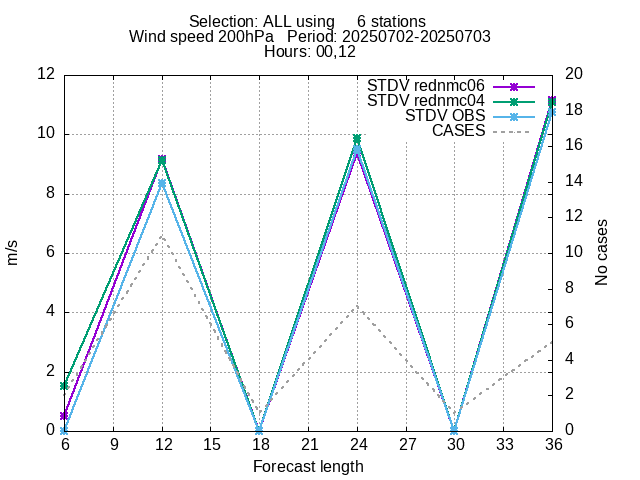 Selection: ALL using     6 stations
Wind speed 200hPa   Period: 20250702-20250703
Hours: 00,12
STDV rednmc06
STDV rednmc04
STDV OBS
CASES
12
10
8
6
4
2
0
m/s
20
18
16
14
12
10
8
6
4
2
0
No cases
6 9 12 15 18 21 24 27 30 33 36
Forecast length